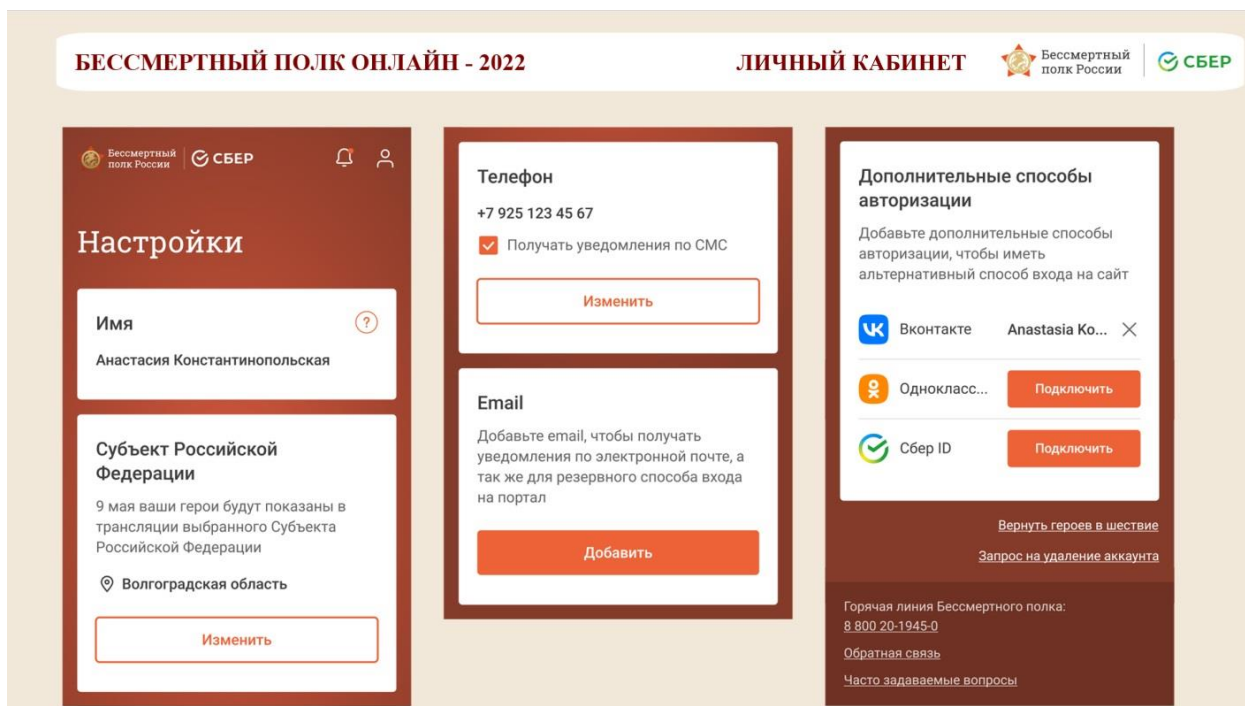 БЕССМЕРТНЫЙ ПОЛК ОНЛАЙН - 2022
ЛИЧНЫЙ КАБИНЕТ
Бессмертный
полк России
СБЕР
Бессмертный
полк России
СБЕР
Настройки
Имя
?
Анастасия Константинопольская
Субъект Российской
Федерации
9 мая ваши герои будут показаны в
трансляции выбранного Субъекта
Российской Федерации
Волгоградская область
Изменить
Телефон
+7 925 123 45 67
Получать уведомления по СМС
Изменить
Email
Добавьте email, чтобы получать
уведомления по электронной почте, а
так же для резервного способа входа
на портал
Добавить
Дополнительные способы
авторизации
Добавьте дополнительные способы
авторизации, чтобы иметь
альтернативный способ входа на сайт
Вконтакте Anastasia Ko...
Однокласс... Подключить
Сбер ID Подключить
Вернуть героев в шествие
Запрос на удаление аккаунта
Горячая линия Бессмертного полка:
8 800 20-1945-0
Обратная связь
Часто задаваемые вопросы